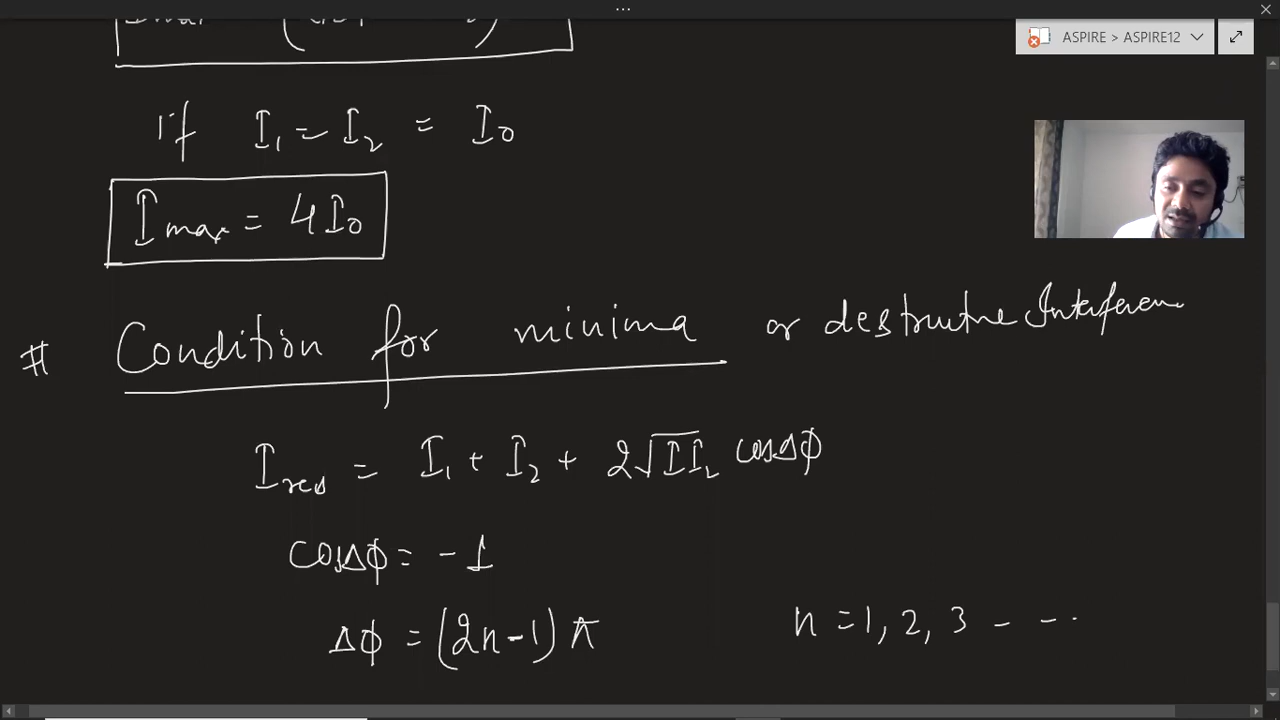 ASPIRE > ASPIRE12
if I₁ = I₂ = I₀
Imax = 4I₀
# Condition for minima or destructive Interferen
Ires = I₁ + I₂ + 2√II₂ cosΔϕ
cosΔϕ = -1
Δϕ = (2n-1)π n = 1, 2, 3 - - -